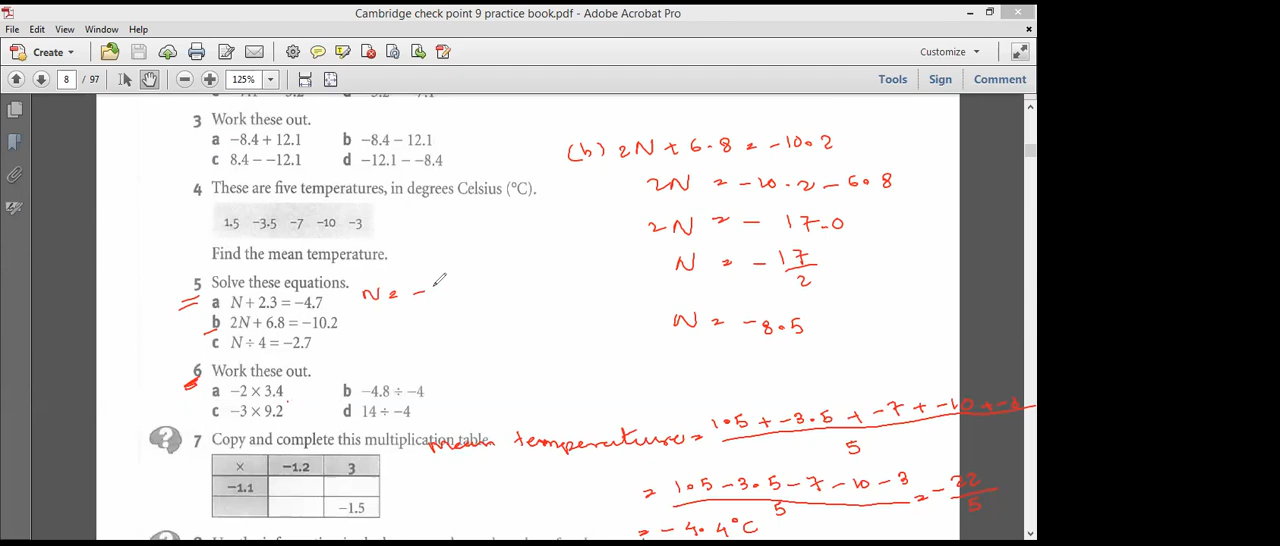 Cambridge check point 9 practice book.pdf - Adobe Acrobat Pro
File Edit View Window Help
Create
Customize
8 / 97
125%
Tools Sign Comment
3 Work these out.
a −8.4 + 12.1 b −8.4 − 12.1
c 8.4 − −12.1 d −12.1 − −8.4
4 These are five temperatures, in degrees Celsius (°C).
1.5 −3.5 −7 −10 −3
Find the mean temperature.
5 Solve these equations.
a N + 2.3 = −4.7
b 2N + 6.8 = −10.2
c N ÷ 4 = −2.7
N = -
6 Work these out.
a −2 × 3.4 b −4.8 ÷ −4
c −3 × 9.2 d 14 ÷ −4
7 Copy and complete this multiplication table.
× −1.2 3
−1.1
−1.5
(b) 2N + 6.8 = -10.2
2N = -10.2 - 6.8
2N = - 17.0
N = - 17/2
N = -8.5
mean temperature = 1.5 + -3.5 + -7 + -10 + -3 / 5
= 1.5 - 3.5 - 7 - 10 - 3 / 5 = - 22/5
= - 4.4°C